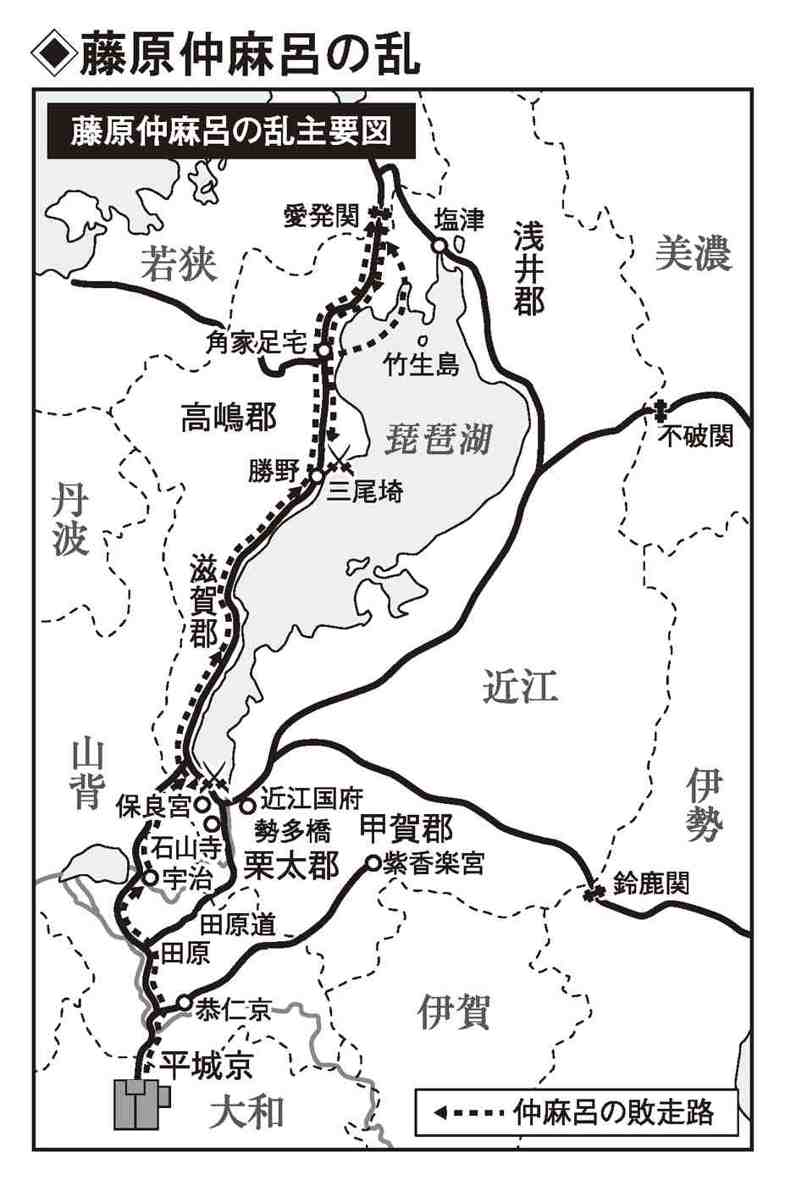 ◈藤原仲麻呂の乱
藤原仲麻呂の乱主要図
愛発関
塩津
浅井郡
若狭
美濃
角家足宅
竹生島
高嶋郡
琵琶湖
不破関
勝野
三尾埼
丹波
滋賀郡
近江
山背
伊勢
保良宮
近江国府
勢多橋
甲賀郡
石山寺
栗太郡
紫香楽宮
宇治
鈴鹿関
田原道
田原
恭仁京
伊賀
平城京
大和
仲麻呂の敗走路